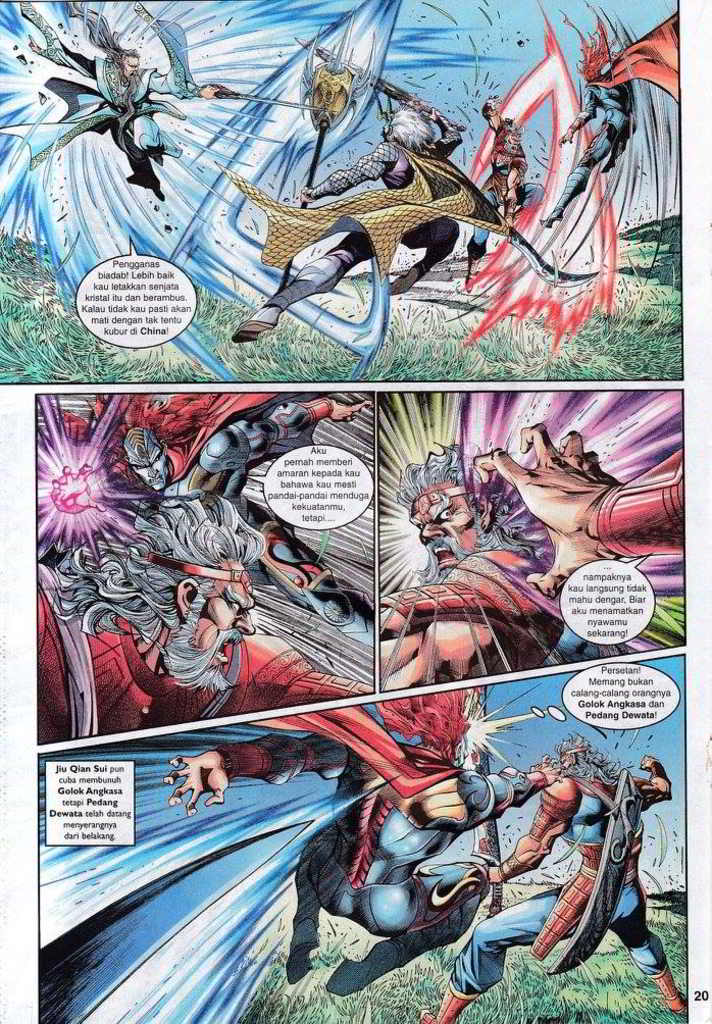 Pengganas
biadab! Lebih baik
kau letakkan senjata
kristal itu dan berambus.
Kalau tidak kau pasti akan
mati dengan tak tentu
kubur di China!
Aku
pernah memberi
amaran kepada kau
bahawa kau mesti
pandai-pandai menduga
kekuatanmu,
tetapi....
...
nampaknya
kau langsung tidak
mahu dengar, Biar
aku menamatkan
nyawamu
sekarang!
Persetan!
Memang bukan
calang-calang orangnya
Golok Angkasa dan
Pedang Dewata!
Jiu Qian Sui pun
cuba membunuh
Golok Angkasa
tetapi Pedang
Dewata telah datang
menyerangnya
dari belakang.
20